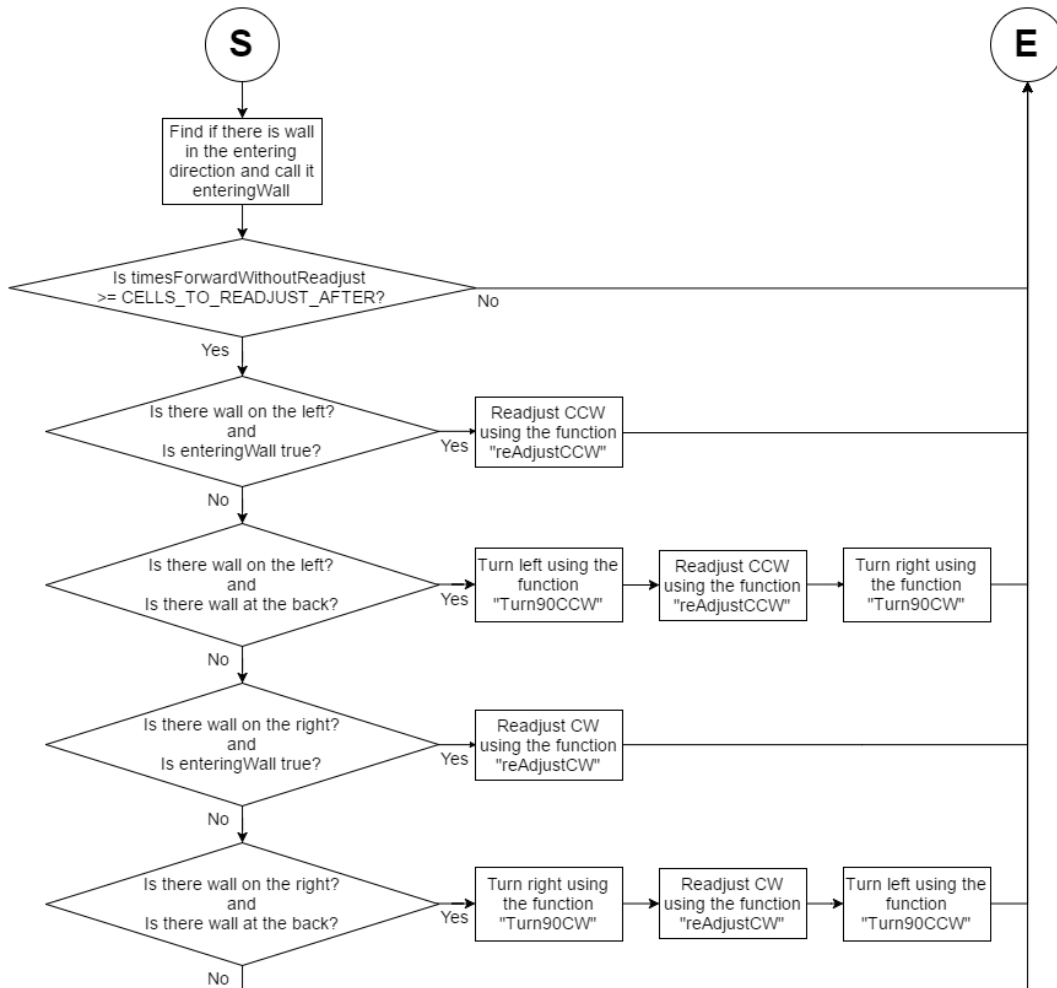 S
E
Find if there is wall
in the entering
direction and call it
enteringWall
Is timesForwardWithoutReadjust
>= CELLS_TO_READJUST_AFTER?
No
Yes
Is there wall on the left?
and
Is enteringWall true?
Yes
Readjust CCW
using the function
"reAdjustCCW"
No
Is there wall on the left?
and
Is there wall at the back?
Yes
Turn left using the
function
"Turn90CCW"
Readjust CCW
using the function
"reAdjustCCW"
Turn right using
the function
"Turn90CW"
No
Is there wall on the right?
and
Is enteringWall true?
Yes
Readjust CW
using the function
"reAdjustCW"
No
Is there wall on the right?
and
Is there wall at the back?
Yes
Turn right using
the function
"Turn90CW"
Readjust CW
using the function
"reAdjustCW"
Turn left using the
function
"Turn90CCW"
No